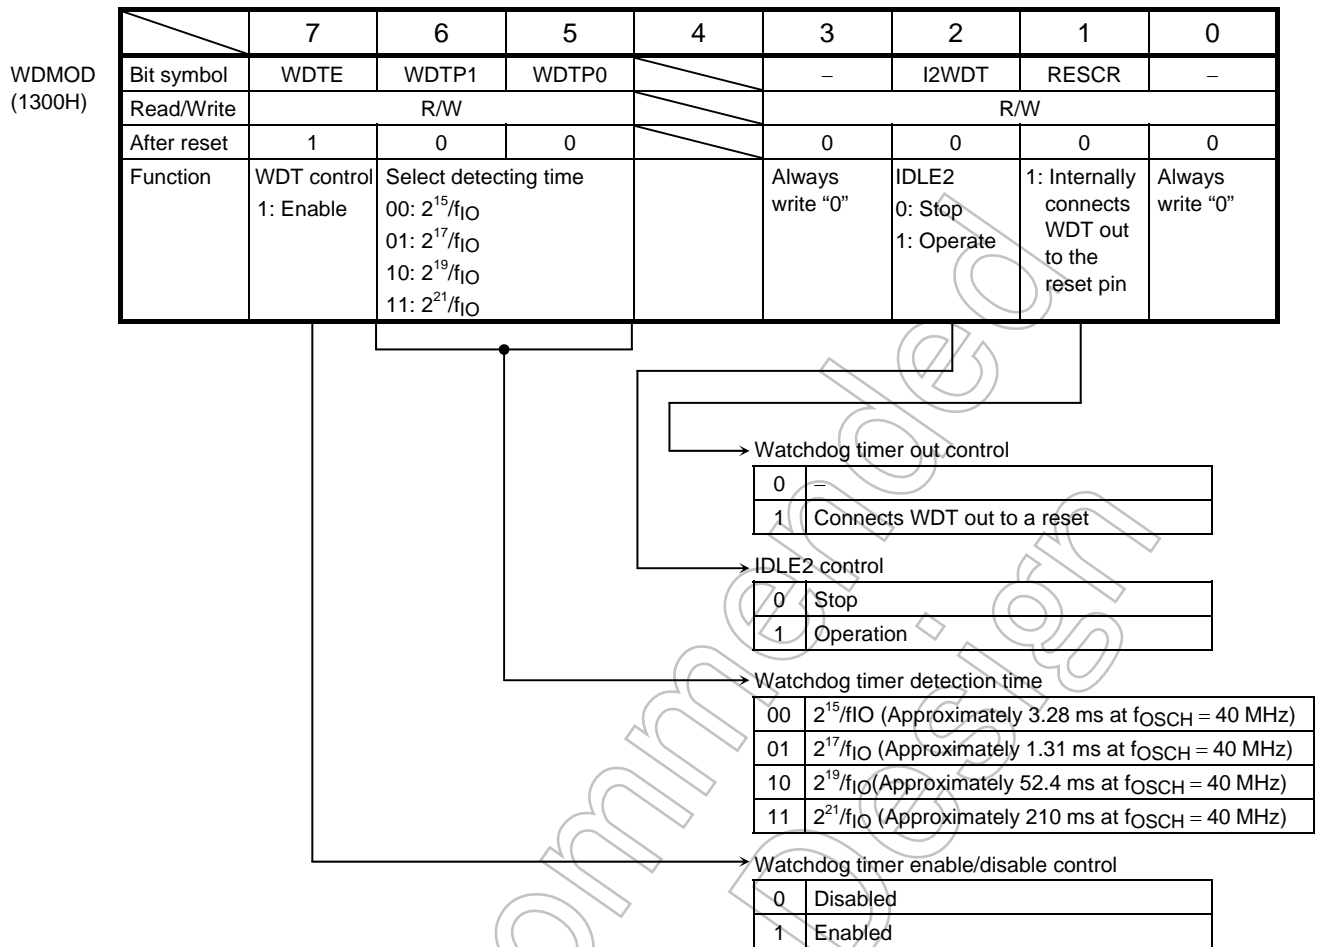 7 6 5 4 3 2 1 0
WDMOD (1300H)
Bit symbol WDTE WDTP1 WDTP0 – I2WDT RESCR –
Read/Write R/W R/W
After reset 1 0 0 0 0 0 0
Function
WDT control
1: Enable
Select detecting time
00: 2^15/fIO
01: 2^17/fIO
10: 2^19/fIO
11: 2^21/fIO
Always
write “0”
IDLE2
0: Stop
1: Operate
1: Internally
connects
WDT out
to the
reset pin
Always
write “0”
Watchdog timer out control
0 –
1 Connects WDT out to a reset
IDLE2 control
0 Stop
1 Operation
Watchdog timer detection time
00 2^15/fIO (Approximately 3.28 ms at fOSCH = 40 MHz)
01 2^17/fIO (Approximately 1.31 ms at fOSCH = 40 MHz)
10 2^19/fIO(Approximately 52.4 ms at fOSCH = 40 MHz)
11 2^21/fIO (Approximately 210 ms at fOSCH = 40 MHz)
Watchdog timer enable/disable control
0 Disabled
1 Enabled